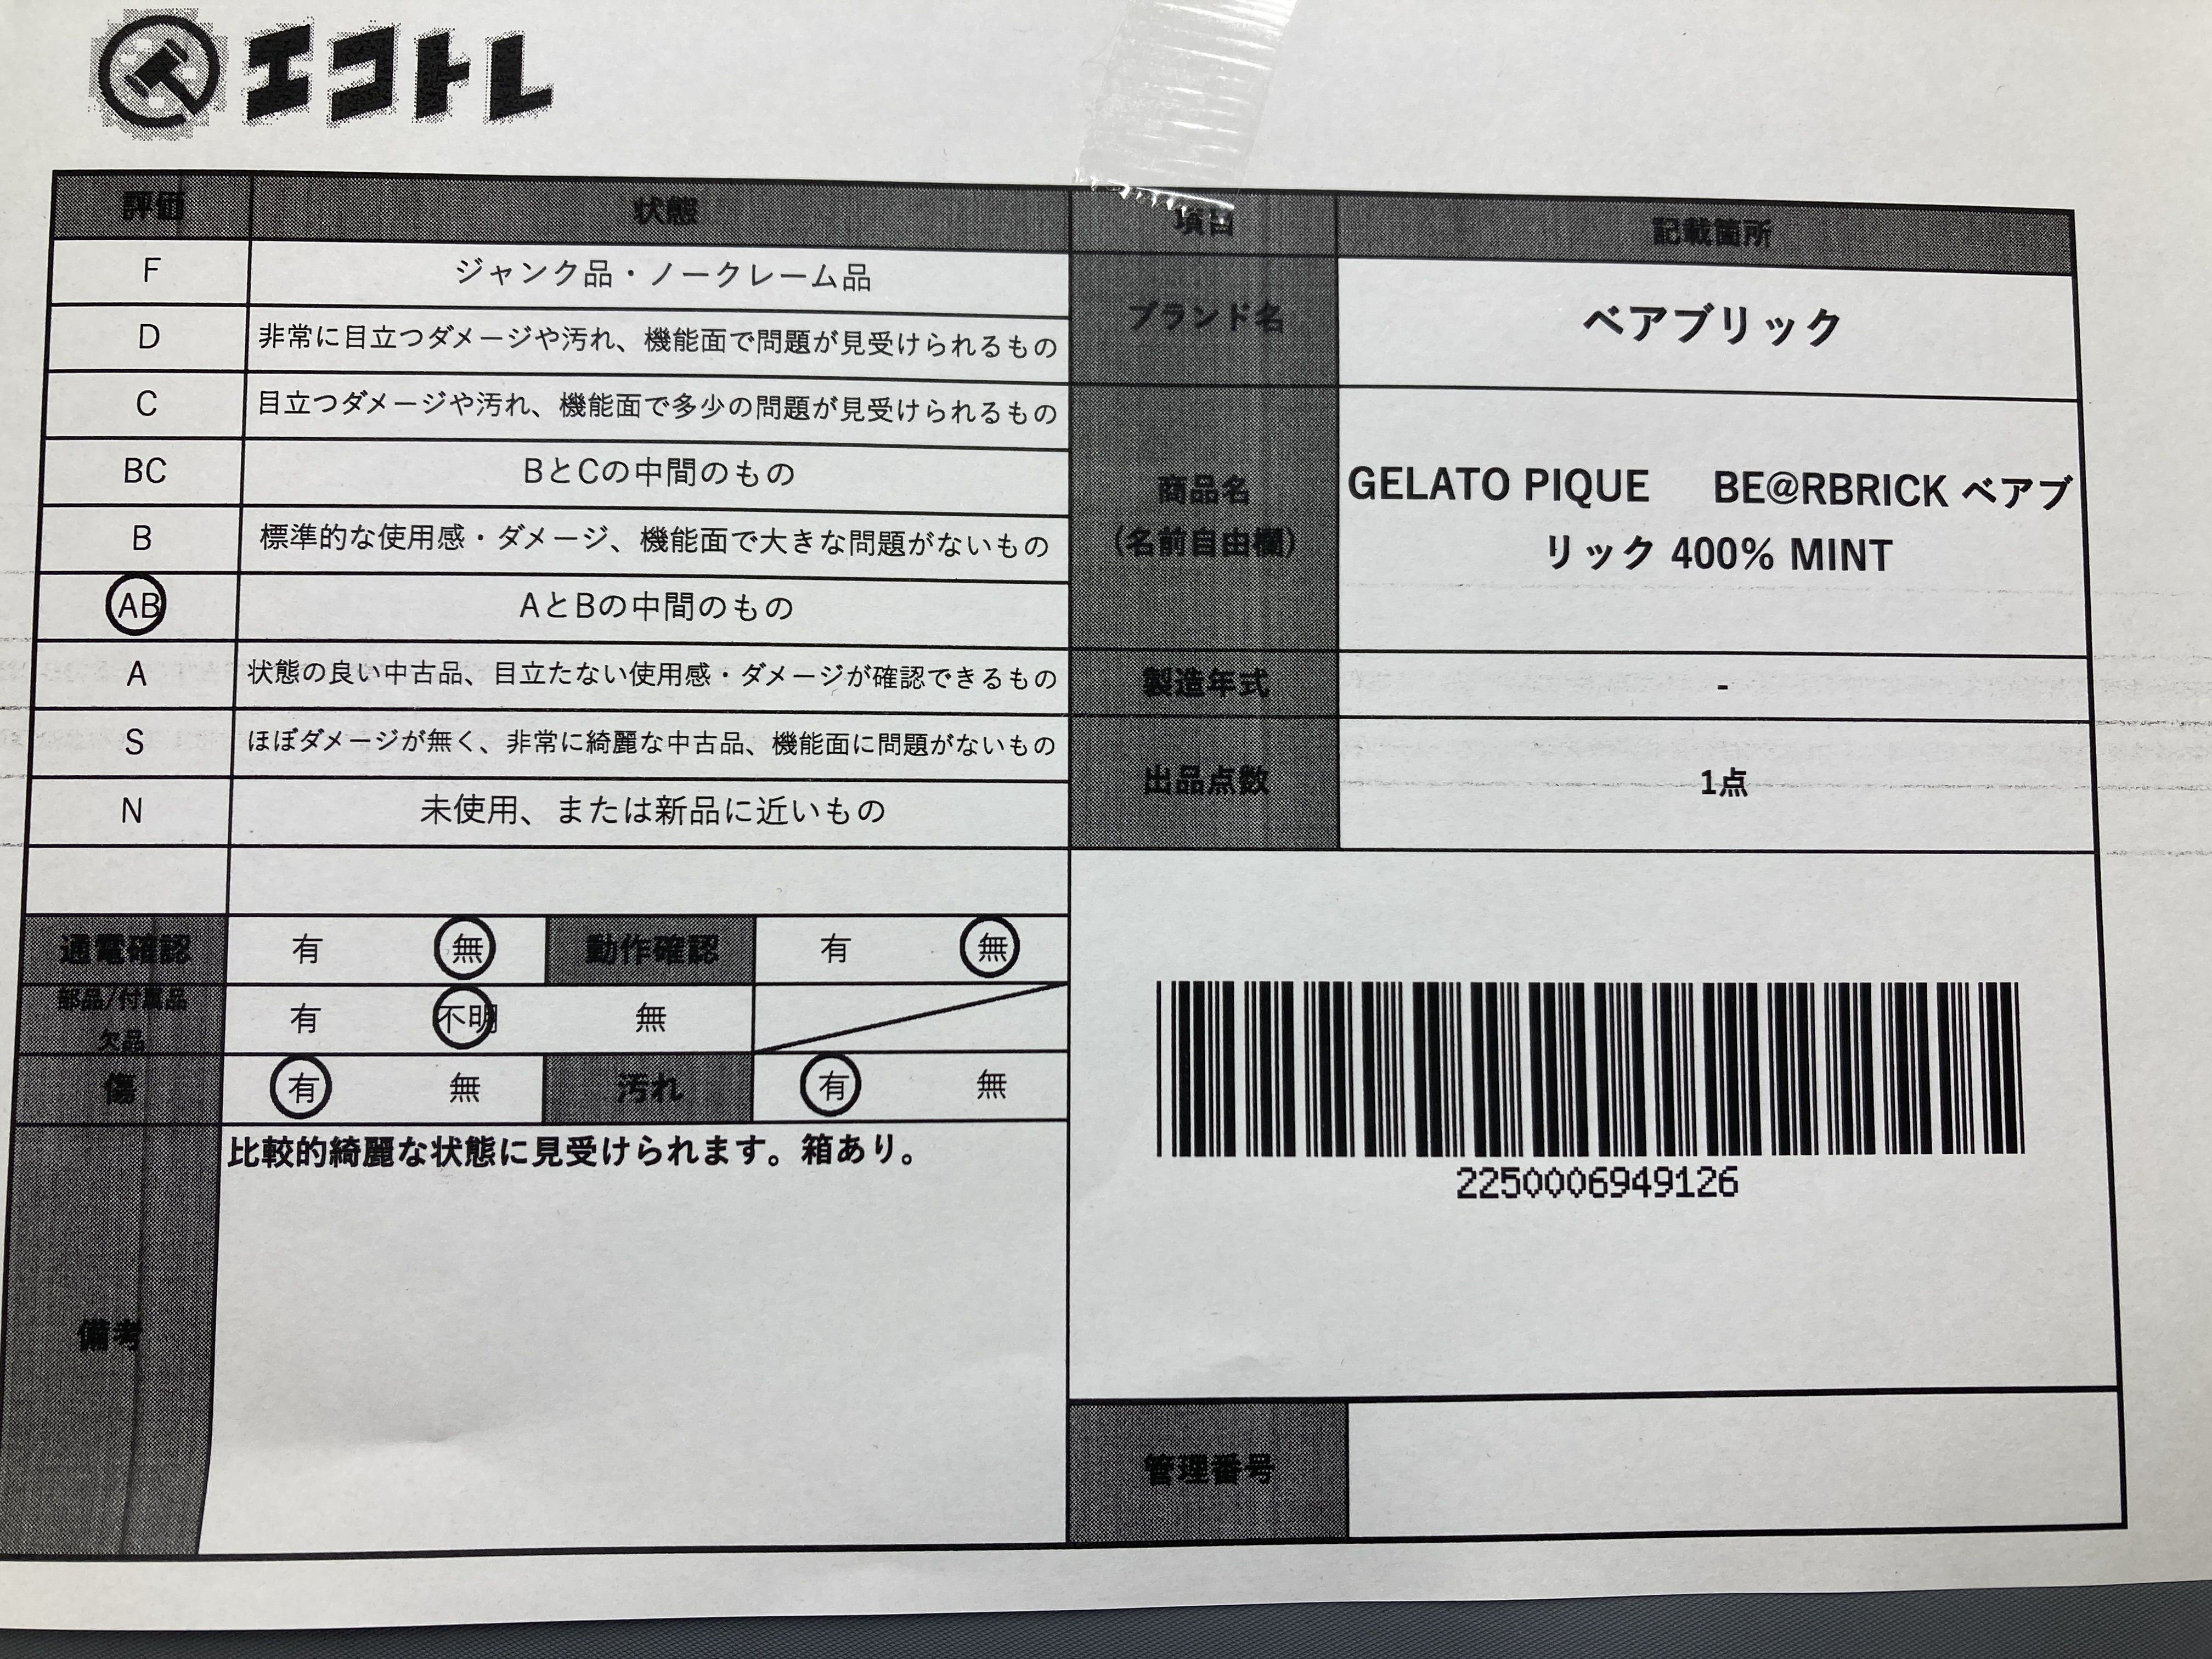 エコトレ
評価 状態
F ジャンク品・ノークレーム品
D 非常に目立つダメージや汚れ、機能面で問題が見受けられるもの
C 目立つダメージや汚れ、機能面で多少の問題が見受けられるもの
BC BとCの中間のもの
B 標準的な使用感・ダメージ、機能面で大きな問題がないもの
AB AとBの中間のもの
A 状態の良い中古品、目立たない使用感・ダメージが確認できるもの
S ほぼダメージが無く、非常に綺麗な中古品、機能面に問題がないもの
N 未使用、または新品に近いもの
通電確認 有 無 動作確認 有 無
部品/付属品
欠品 有 不明 無
傷 有 無 汚れ 有 無
備考 比較的綺麗な状態に見受けられます。箱あり。
項目 記載箇所
ブランド名 ベアブリック
商品名
(名前自由欄)
GELATO PIQUE BE@RBRICK ベアブ
リック 400% MINT
製造年式 -
出品点数 1点
2250006949126
管理番号